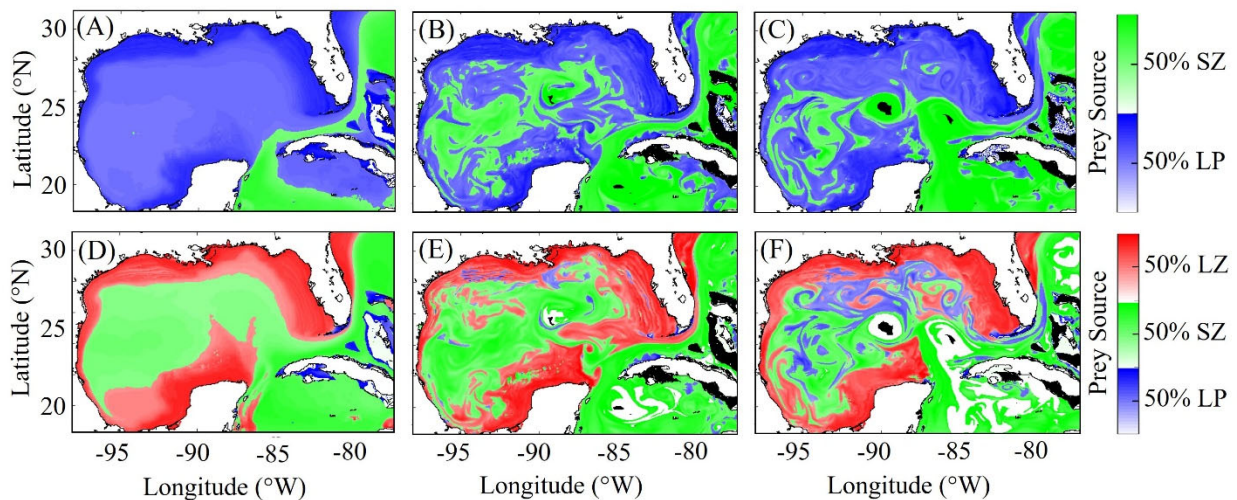 (A) (B) (C)
30
25
20
Latitude (°N)
50% SZ
50% LP
Prey Source
(D) (E) (F)
30
25
20
Latitude (°N)
50% LZ
50% SZ
50% LP
Prey Source
-95 -90 -85 -80 -95 -90 -85 -80 -95 -90 -85 -80
Longitude (°W) Longitude (°W) Longitude (°W)